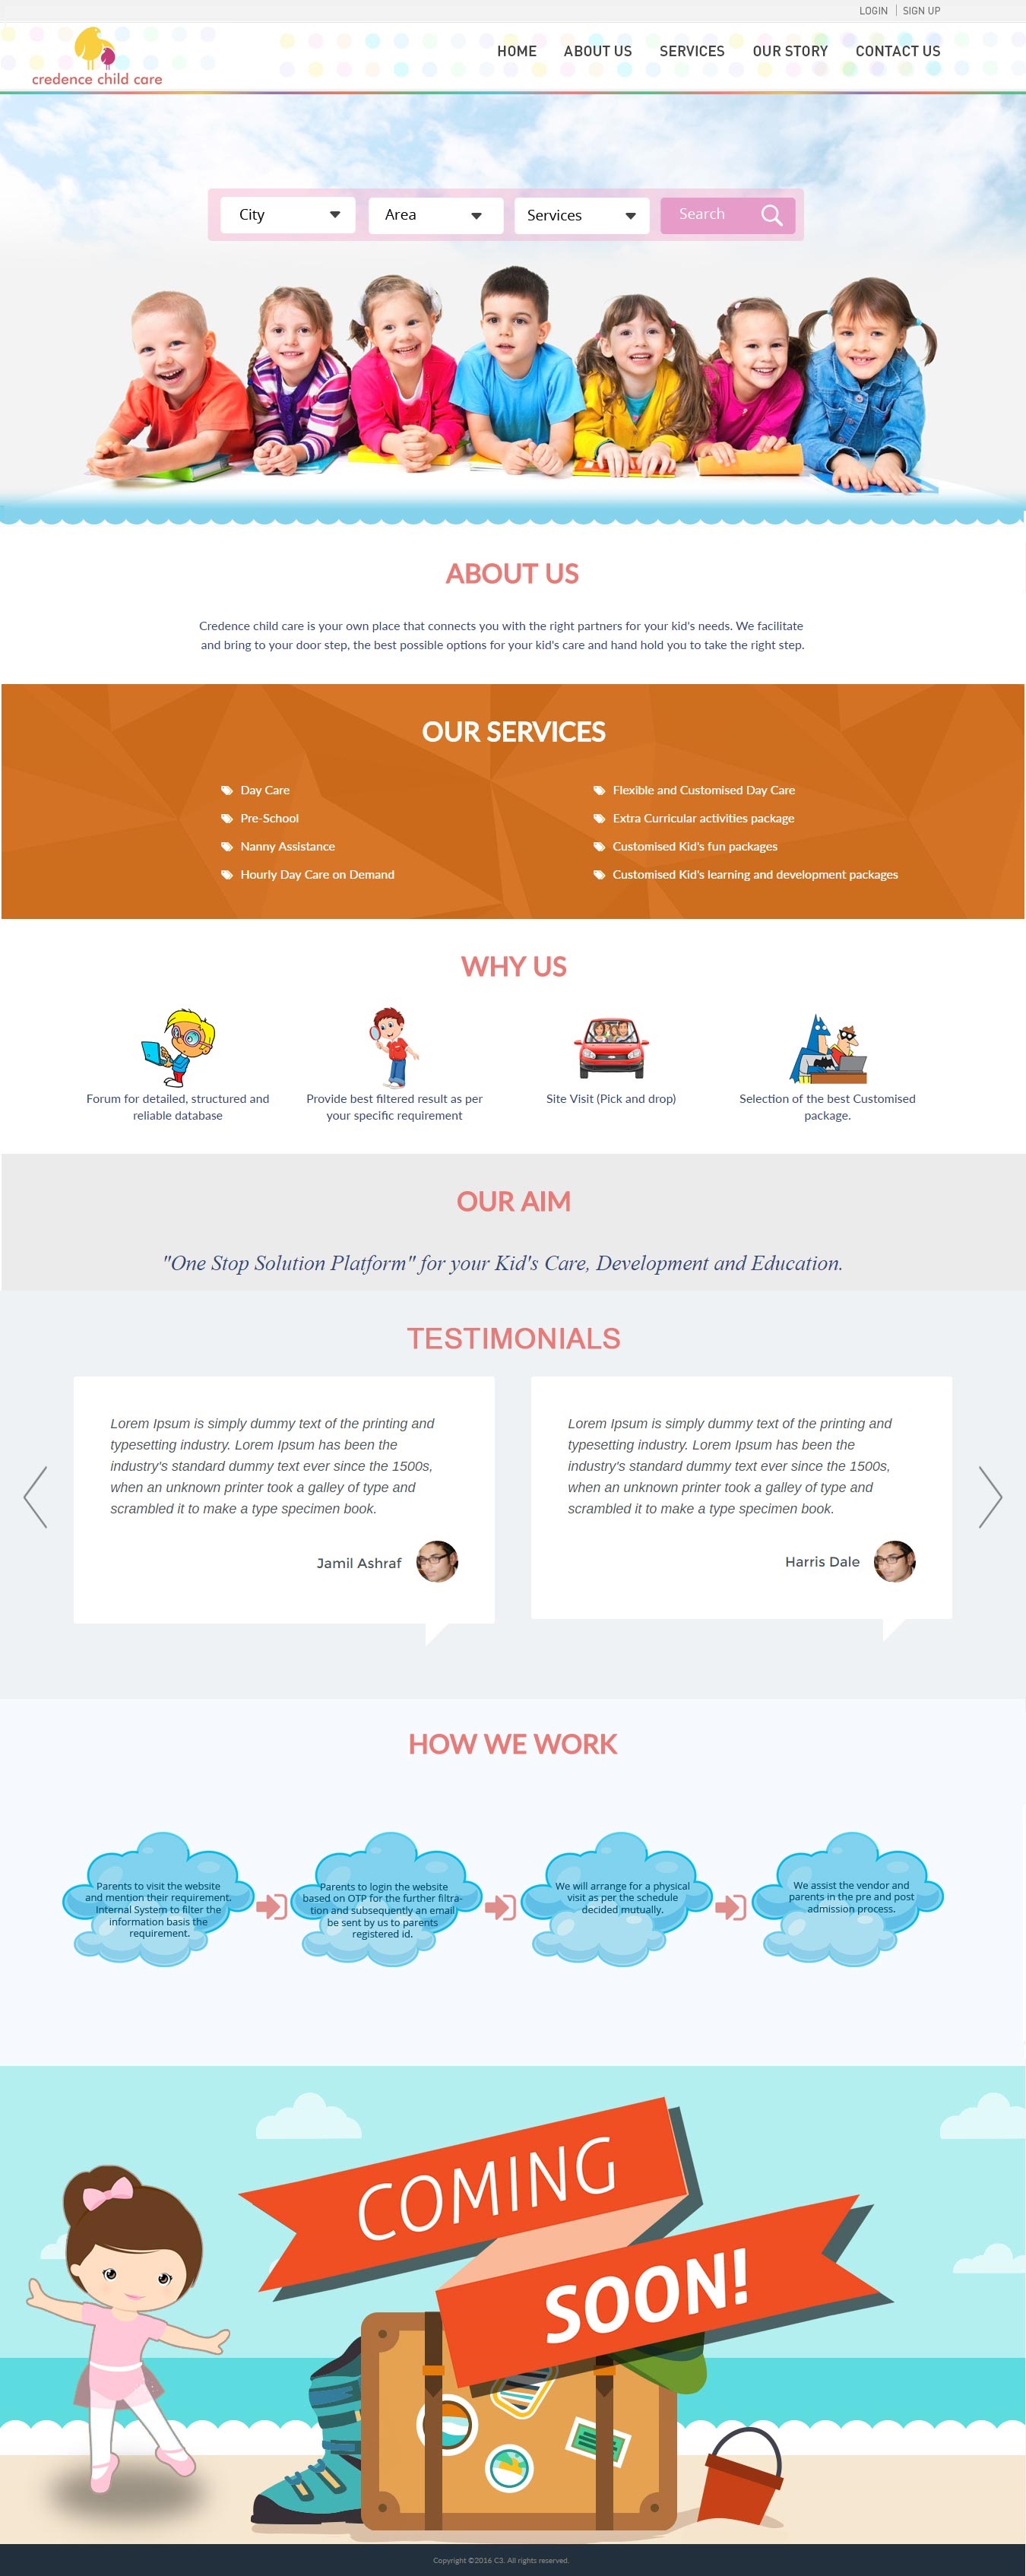 LOGIN | SIGN UP
credence child care
HOME ABOUT US SERVICES OUR STORY CONTACT US
City Area Services Search
ABOUT US
Credence child care is your own place that connects you with the right partners for your kid's needs. We facilitate
and bring to your door step, the best possible options for your kid's care and hand hold you to take the right step.
OUR SERVICES
Day Care
Pre-School
Nanny Assistance
Hourly Day Care on Demand
Flexible and Customised Day Care
Extra Curricular activities package
Customised Kid's fun packages
Customised Kid's learning and development packages
WHY US
Forum for detailed, structured and
reliable database
Provide best filtered result as per
your specific requirement
Site Visit (Pick and drop)
Selection of the best Customised
package.
OUR AIM
"One Stop Solution Platform" for your Kid's Care, Development and Education.
TESTIMONIALS
Lorem Ipsum is simply dummy text of the printing and
typesetting industry. Lorem Ipsum has been the
industry's standard dummy text ever since the 1500s,
when an unknown printer took a galley of type and
scrambled it to make a type specimen book.
Jamil Ashraf
Lorem Ipsum is simply dummy text of the printing and
typesetting industry. Lorem Ipsum has been the
industry's standard dummy text ever since the 1500s,
when an unknown printer took a galley of type and
scrambled it to make a type specimen book.
Harris Dale
HOW WE WORK
Parents to visit the website
and mention their requirement.
Internal System to filter the
information basis the
requirement.
Parents to login the website
based on OTP for the further filtra-
tion and subsequently an email
be sent by us to parents
registered id.
We will arrange for a physical
visit as per the schedule
decided mutually.
We assist the vendor and
parents in the pre and post
admission process.
COMING
SOON!
Copyright ©2016 C3. All rights reserved.